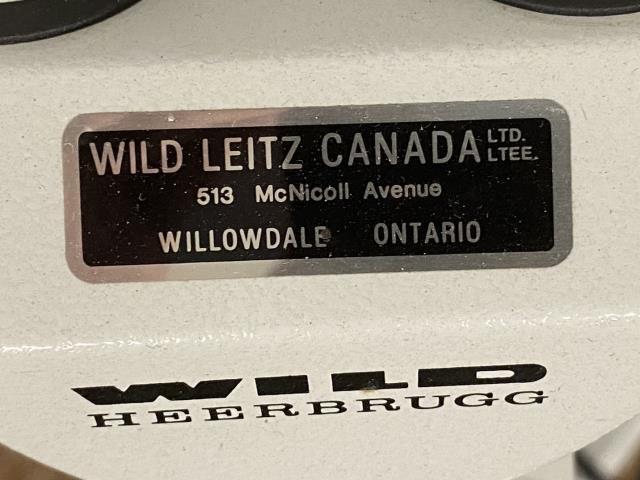 WILD LEITZ CANADA LTD. LTEE.
513 McNicoll Avenue
WILLOWDALE ONTARIO
WILD
HEERBRUGG